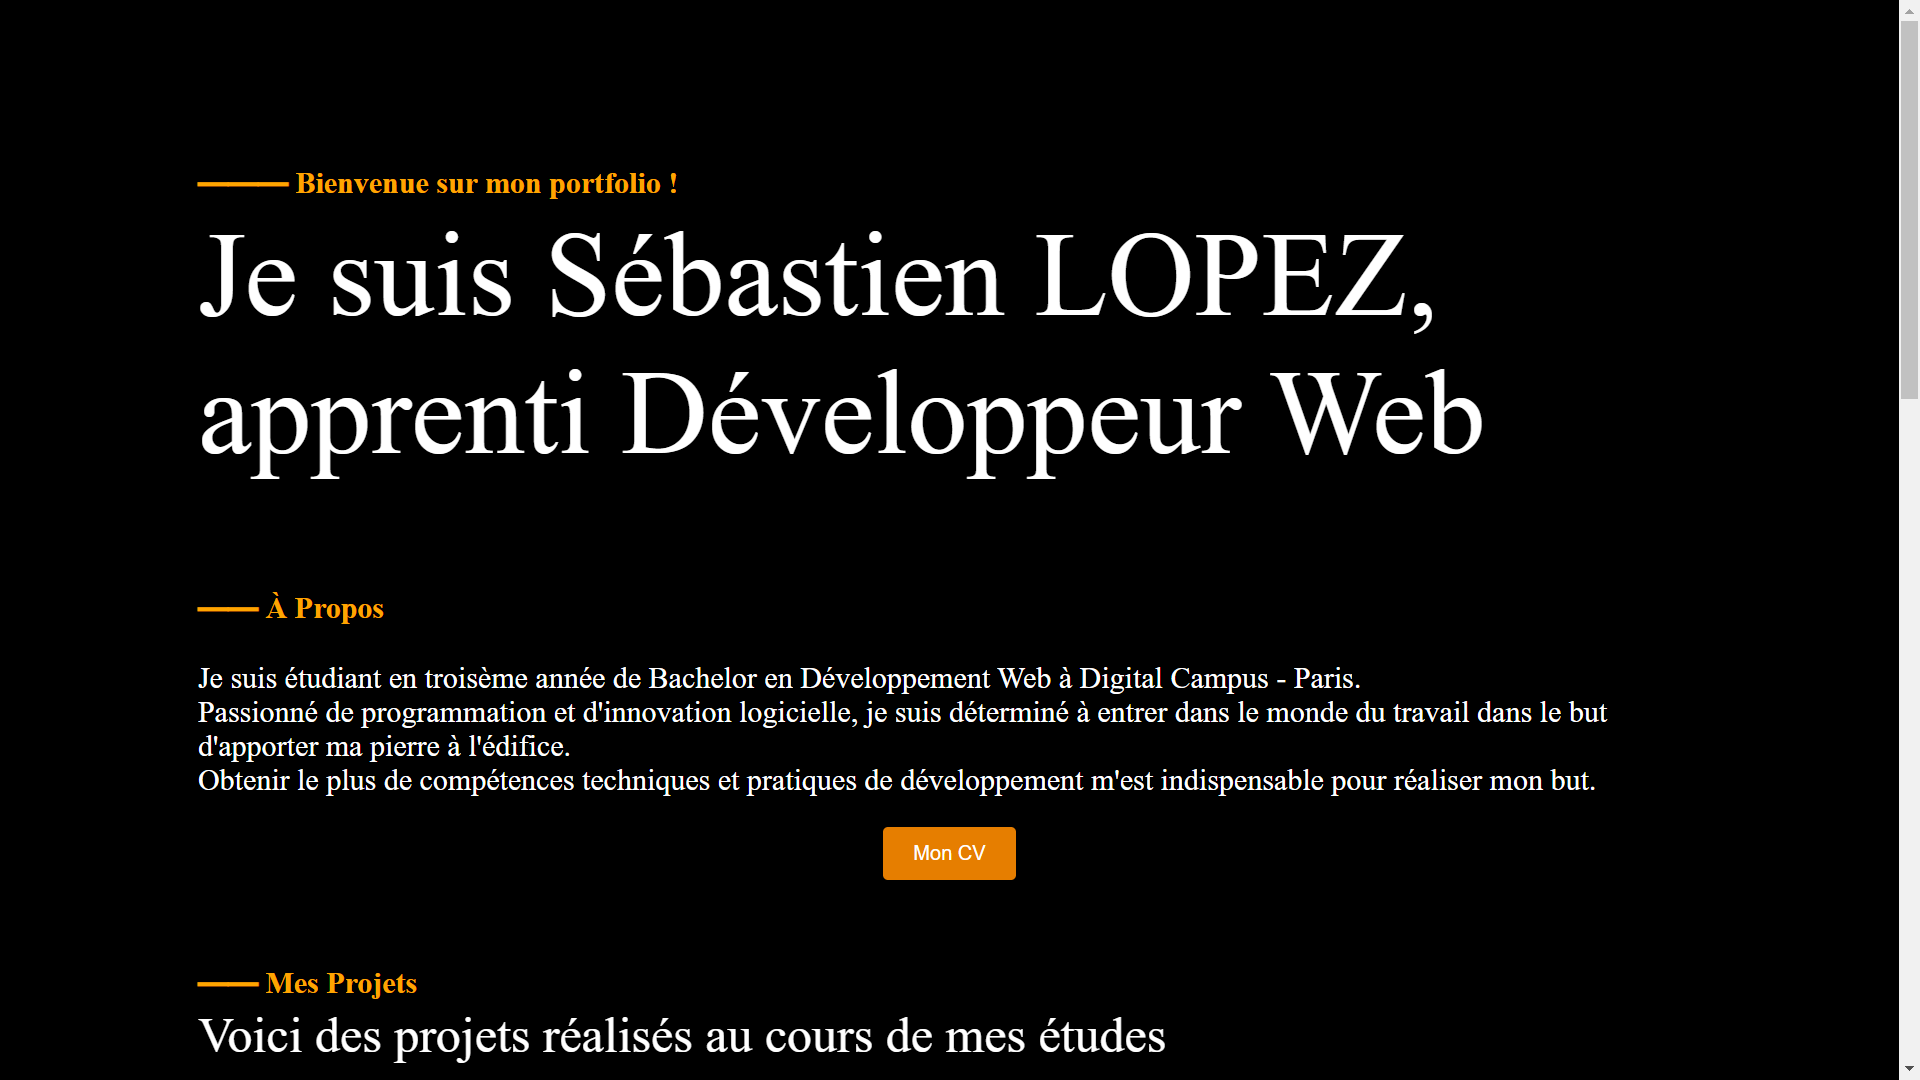 Bienvenue sur mon portfolio !
Je suis Sébastien LOPEZ,
apprenti Développeur Web
À Propos
Je suis étudiant en troisème année de Bachelor en Développement Web à Digital Campus - Paris.
Passionné de programmation et d'innovation logicielle, je suis déterminé à entrer dans le monde du travail dans le but
d'apporter ma pierre à l'édifice.
Obtenir le plus de compétences techniques et pratiques de développement m'est indispensable pour réaliser mon but.
Mon CV
Mes Projets
Voici des projets réalisés au cours de mes études